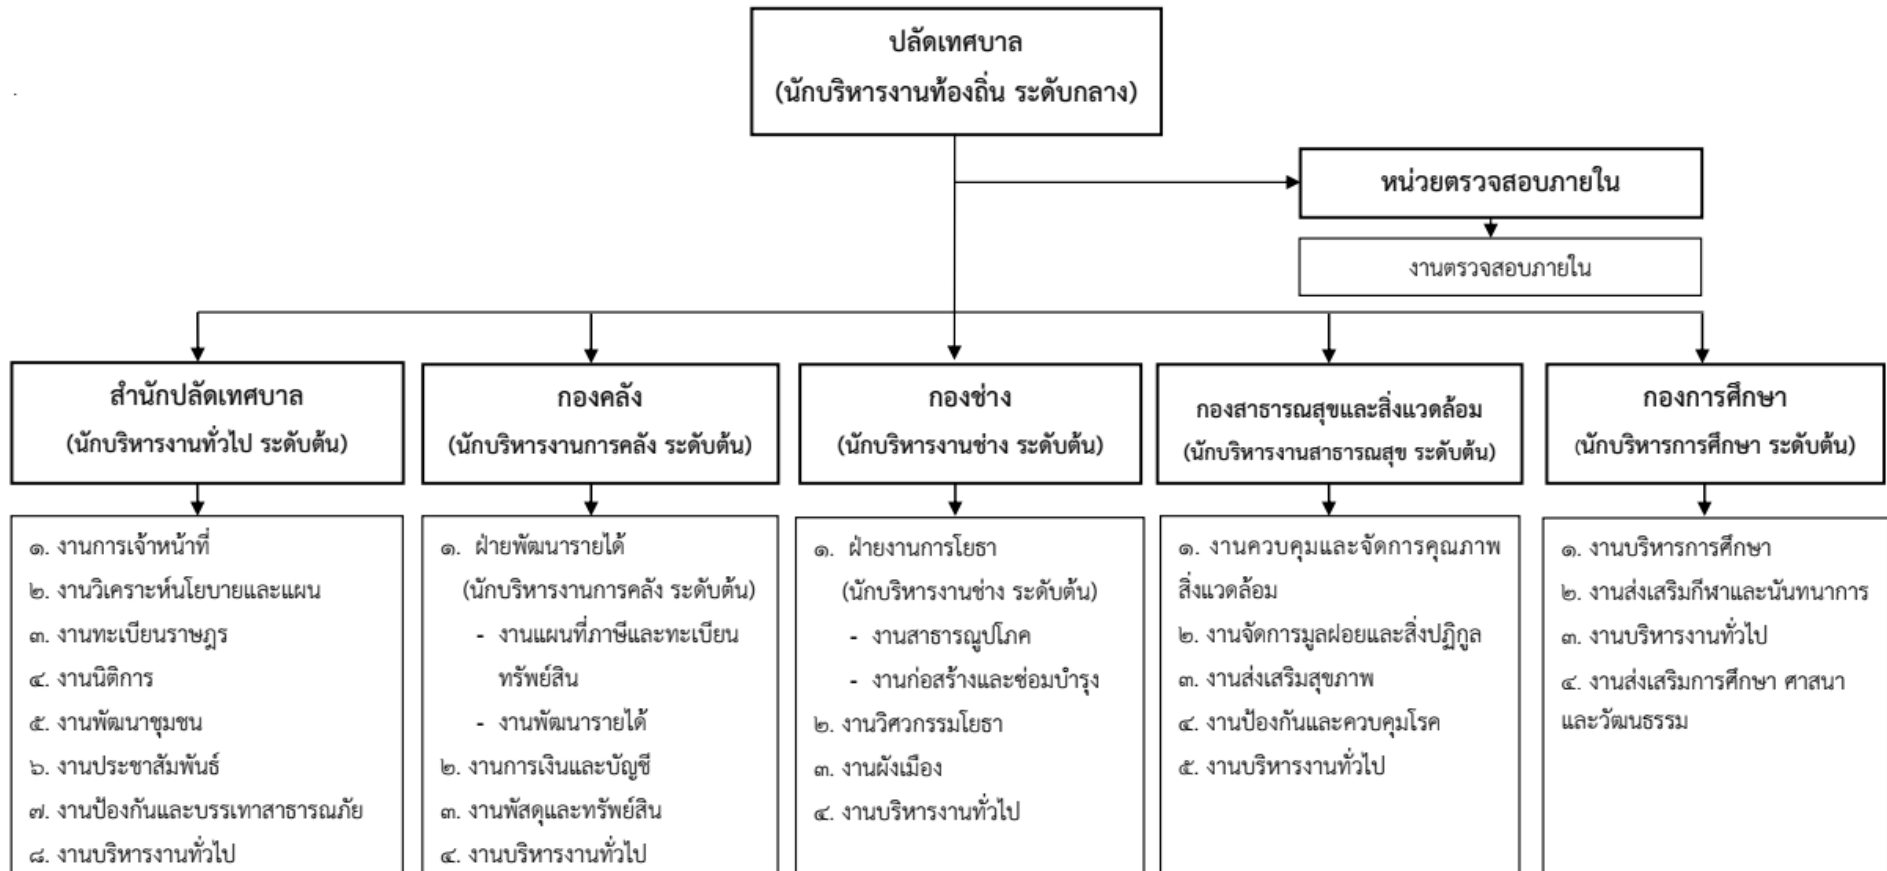 ปลัดเทศบาล
(นักบริหารงานท้องถิ่น ระดับกลาง)
หน่วยตรวจสอบภายใน
งานตรวจสอบภายใน
สำนักปลัดเทศบาล
(นักบริหารงานทั่วไป ระดับต้น)
๑. งานการเจ้าหน้าที่
๒. งานวิเคราะห์นโยบายและแผน
๓. งานทะเบียนราษฎร
๔. งานนิติการ
๕. งานพัฒนาชุมชน
๖. งานประชาสัมพันธ์
๗. งานป้องกันและบรรเทาสาธารณภัย
๘. งานบริหารงานทั่วไป
กองคลัง
(นักบริหารงานการคลัง ระดับต้น)
๑. ฝ่ายพัฒนารายได้
(นักบริหารงานการคลัง ระดับต้น)
- งานแผนที่ภาษีและทะเบียน
ทรัพย์สิน
- งานพัฒนารายได้
๒. งานการเงินและบัญชี
๓. งานพัสดุและทรัพย์สิน
๔. งานบริหารงานทั่วไป
กองช่าง
(นักบริหารงานช่าง ระดับต้น)
๑. ฝ่ายงานการโยธา
(นักบริหารงานช่าง ระดับต้น)
- งานสาธารณูปโภค
- งานก่อสร้างและซ่อมบำรุง
๒. งานวิศวกรรมโยธา
๓. งานผังเมือง
๔. งานบริหารงานทั่วไป
กองสาธารณสุขและสิ่งแวดล้อม
(นักบริหารงานสาธารณสุข ระดับต้น)
๑. งานควบคุมและจัดการคุณภาพ
สิ่งแวดล้อม
๒. งานจัดการมูลฝอยและสิ่งปฏิกูล
๓. งานส่งเสริมสุขภาพ
๔. งานป้องกันและควบคุมโรค
๕. งานบริหารงานทั่วไป
กองการศึกษา
(นักบริหารการศึกษา ระดับต้น)
๑. งานบริหารการศึกษา
๒. งานส่งเสริมกีฬาและนันทนาการ
๓. งานบริหารงานทั่วไป
๔. งานส่งเสริมการศึกษา ศาสนา
และวัฒนธรรม